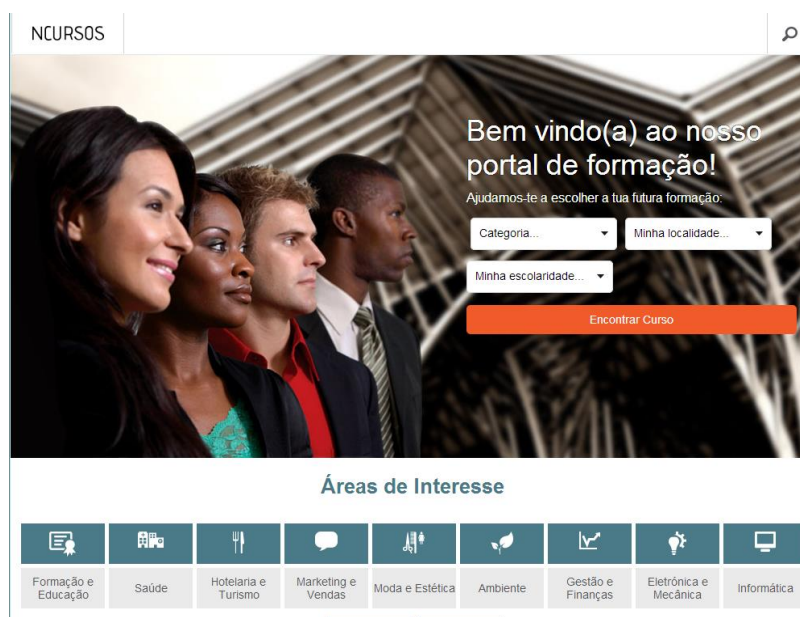 NCURSOS
Bem vindo(a) ao nosso
portal de formação!
Ajudamos-te a escolher a tua futura formação:
Categoria...
Minha localidade...
Minha escolaridade...
Encontrar Curso
Áreas de Interesse
Formação e
Educação
Saúde
Hotelaria e
Turismo
Marketing e
Vendas
Moda e Estética
Ambiente
Gestão e
Finanças
Eletrónica e
Mecânica
Informática